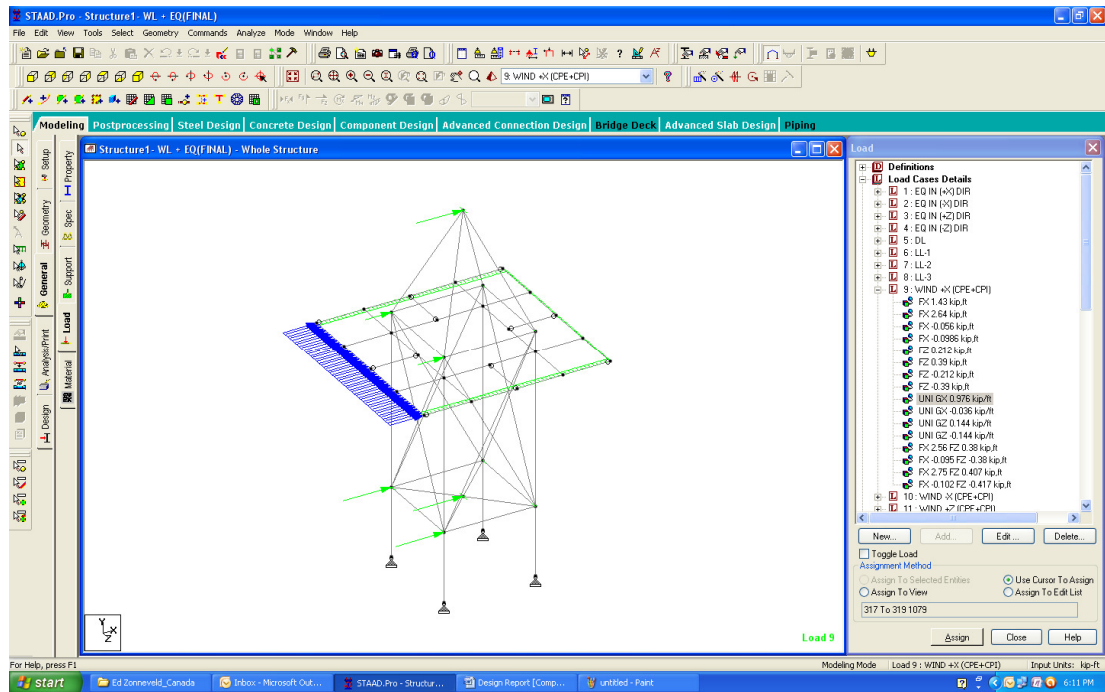 STAAD.Pro - Structure1- WL + EQ(FINAL)
File Edit View Tools Select Geometry Commands Analyze Mode Window Help
9: WIND +X (CPE+CPI)
Modeling Postprocessing Steel Design Concrete Design Component Design Advanced Connection Design Bridge Deck Advanced Slab Design Piping
Setup
Geometry
General
Analysis/Print
Design
Property
Spec
Support
Load
Material
Structure1- WL + EQ(FINAL) - Whole Structure
Y
X
Z
Load 9
Load
Definitions
Load Cases Details
1 : EQ IN (+X) DIR
2 : EQ IN (-X) DIR
3 : EQ IN (+Z) DIR
4 : EQ IN (-Z) DIR
5 : DL
6 : LL-1
7 : LL-2
8 : LL-3
9 : WIND +X (CPE+CPI)
FX 1.43 kip,ft
FX 2.64 kip,ft
FX -0.056 kip,ft
FX -0.0986 kip,ft
FZ 0.212 kip,ft
FZ 0.39 kip,ft
FZ -0.212 kip,ft
FZ -0.39 kip,ft
UNI GX 0.976 kip/ft
UNI GX -0.036 kip/ft
UNI GZ 0.144 kip/ft
UNI GZ -0.144 kip/ft
FX 2.56 FZ 0.38 kip,ft
FX -0.095 FZ -0.38 kip,ft
FX 2.75 FZ 0.407 kip,ft
FX -0.102 FZ -0.417 kip,ft
10 : WIND -X (CPE+CPI)
11 : WIND +Z (CPE+CPI)
New... Add... Edit ... Delete...
Toggle Load
Assignment Method
Assign To Selected Entities Use Cursor To Assign
Assign To View Assign To Edit List
317 To 319 1079
Assign Close Help
For Help, press F1 Modeling Mode Load 9 : WIND +X (CPE+CPI) Input Units: kip-ft
start Ed Zonneveld_Canada Inbox - Microsoft Out... STAAD.Pro - Structur... Design Report [Comp... untitled - Paint 6:11 PM